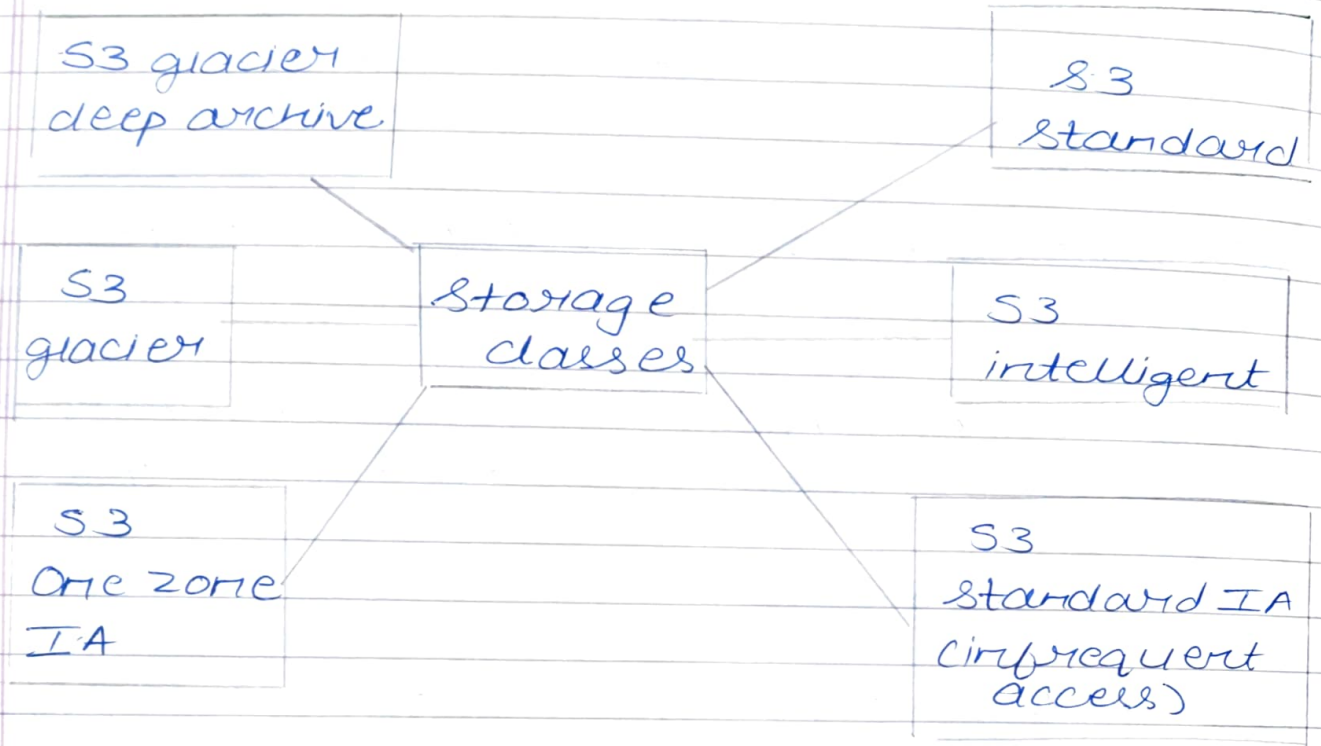 S3 glacier
deep archive
S3
standard
S3
glacier
storage
classes
S3
intelligent
S3
One zone
IA
S3
standard IA
(infrequent
access)